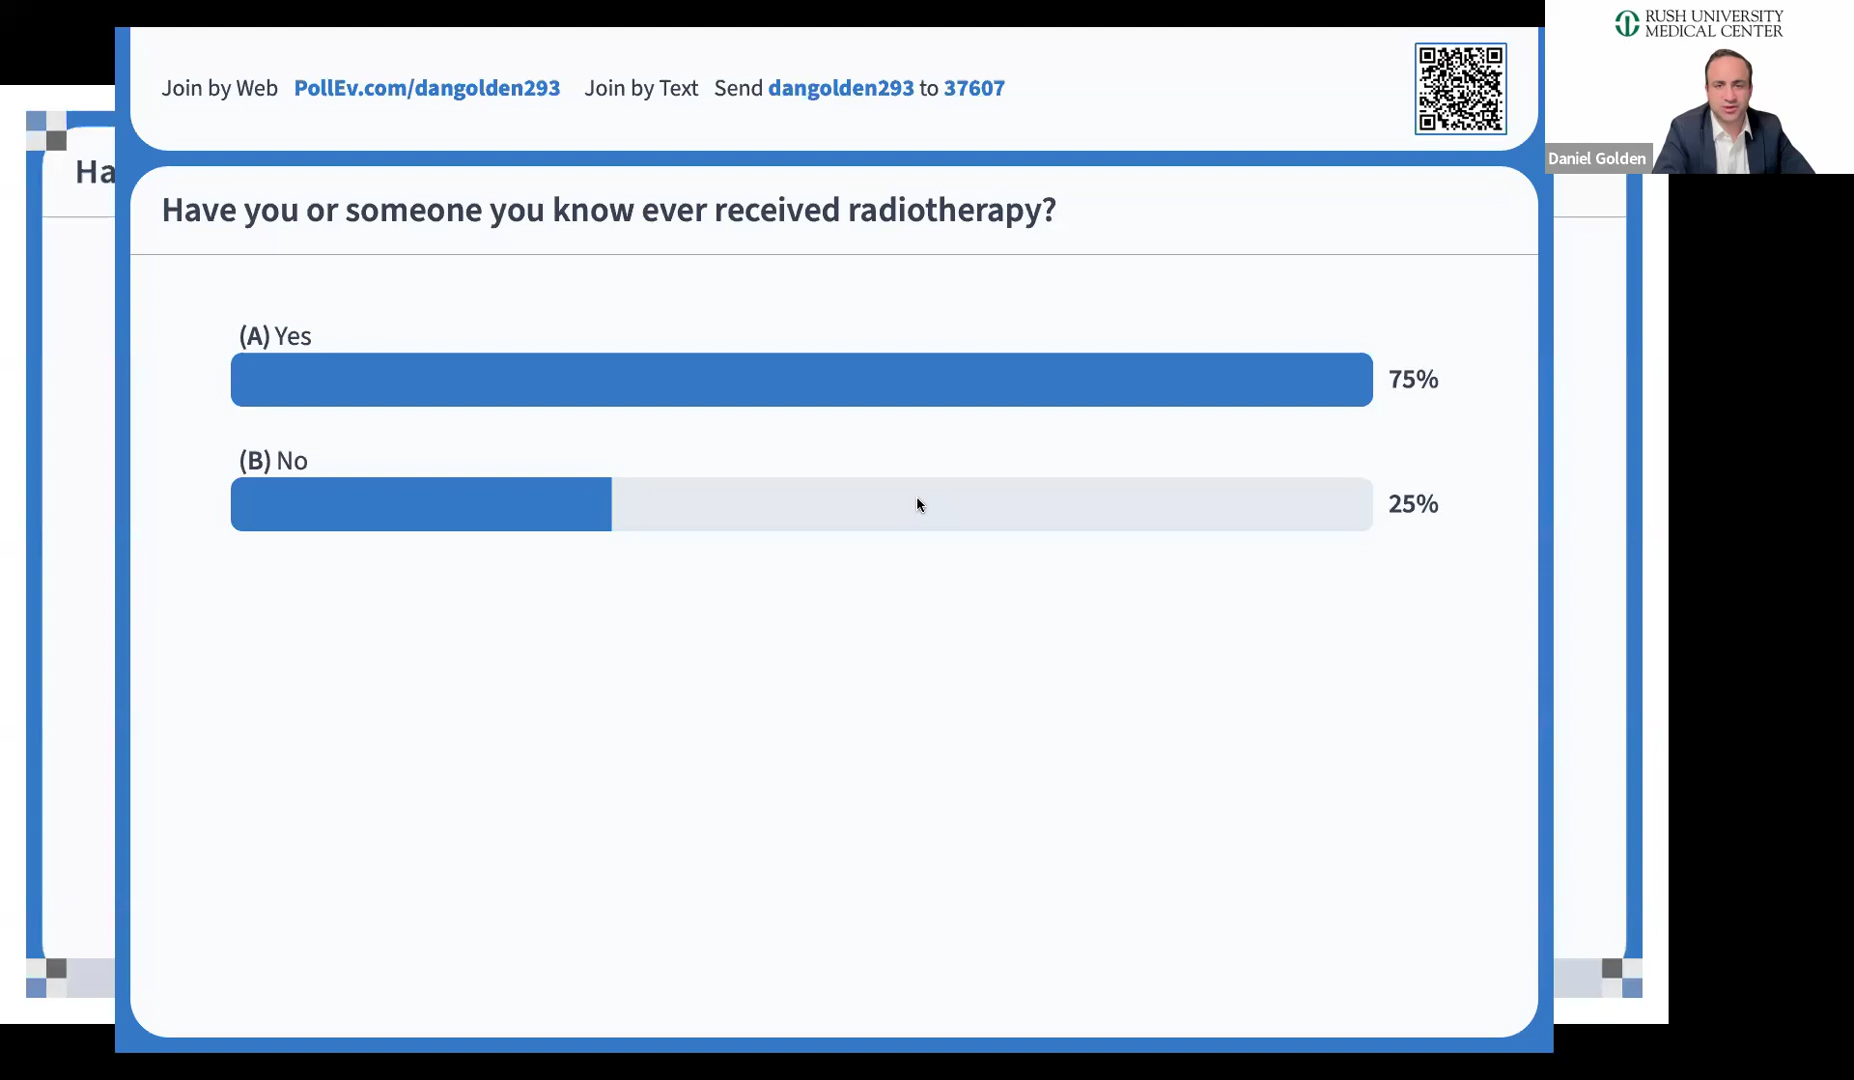 RUSH UNIVERSITY
MEDICAL CENTER
Join by Web PollEv.com/dangolden293 Join by Text Send dangolden293 to 37607
Daniel Golden
Ha
Have you or someone you know ever received radiotherapy?
(A) Yes
75%
(B) No
25%